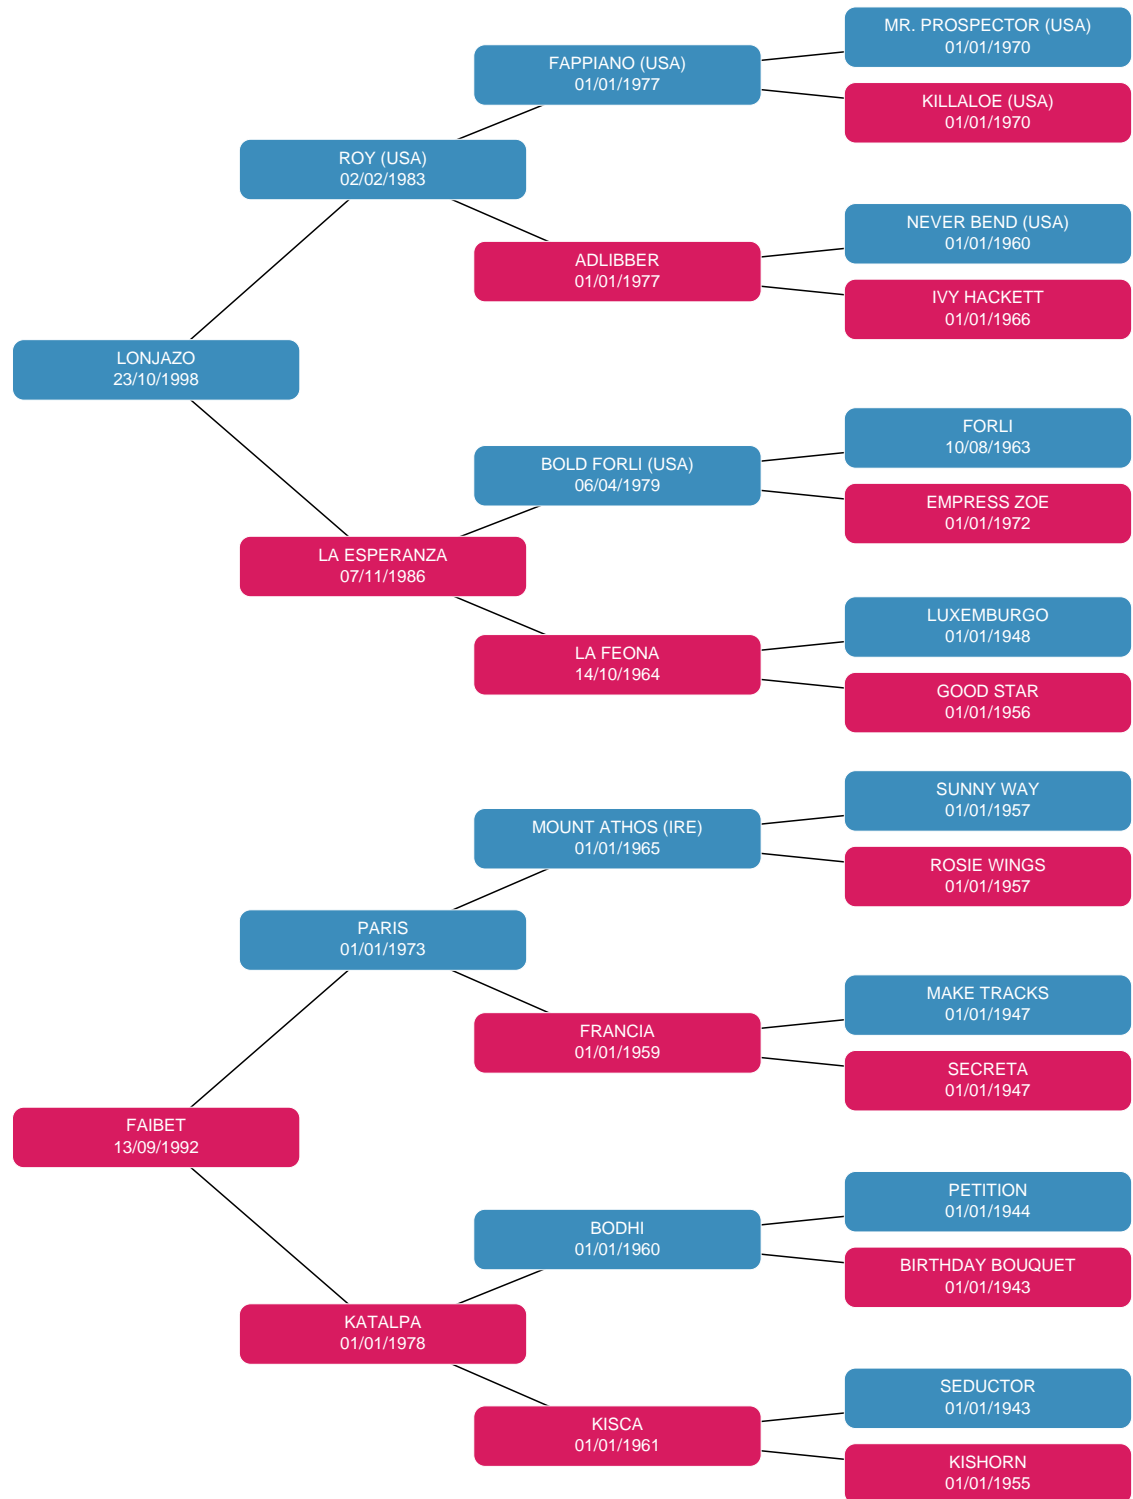 MR. PROSPECTOR (USA)
01/01/1970
FAPPIANO (USA)
01/01/1977
KILLALOE (USA)
01/01/1970
ROY (USA)
02/02/1983
NEVER BEND (USA)
01/01/1960
ADLIBBER
01/01/1977
IVY HACKETT
01/01/1966
LONJAZO
23/10/1998
FORLI
10/08/1963
BOLD FORLI (USA)
06/04/1979
EMPRESS ZOE
01/01/1972
LA ESPERANZA
07/11/1986
LUXEMBURGO
01/01/1948
LA FEONA
14/10/1964
GOOD STAR
01/01/1956
SUNNY WAY
01/01/1957
MOUNT ATHOS (IRE)
01/01/1965
ROSIE WINGS
01/01/1957
PARIS
01/01/1973
MAKE TRACKS
01/01/1947
FRANCIA
01/01/1959
SECRETA
01/01/1947
FAIBET
13/09/1992
PETITION
01/01/1944
BODHI
01/01/1960
BIRTHDAY BOUQUET
01/01/1943
KATALPA
01/01/1978
SEDUCTOR
01/01/1943
KISCA
01/01/1961
KISHORN
01/01/1955